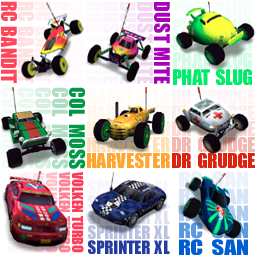 RC BANDIT
DUST MITE
PHAT SLUG
COL MOSS
HARVESTER
DR GRUDGE
VOLKEN TURBO
SPRINTER XL
RC SAN